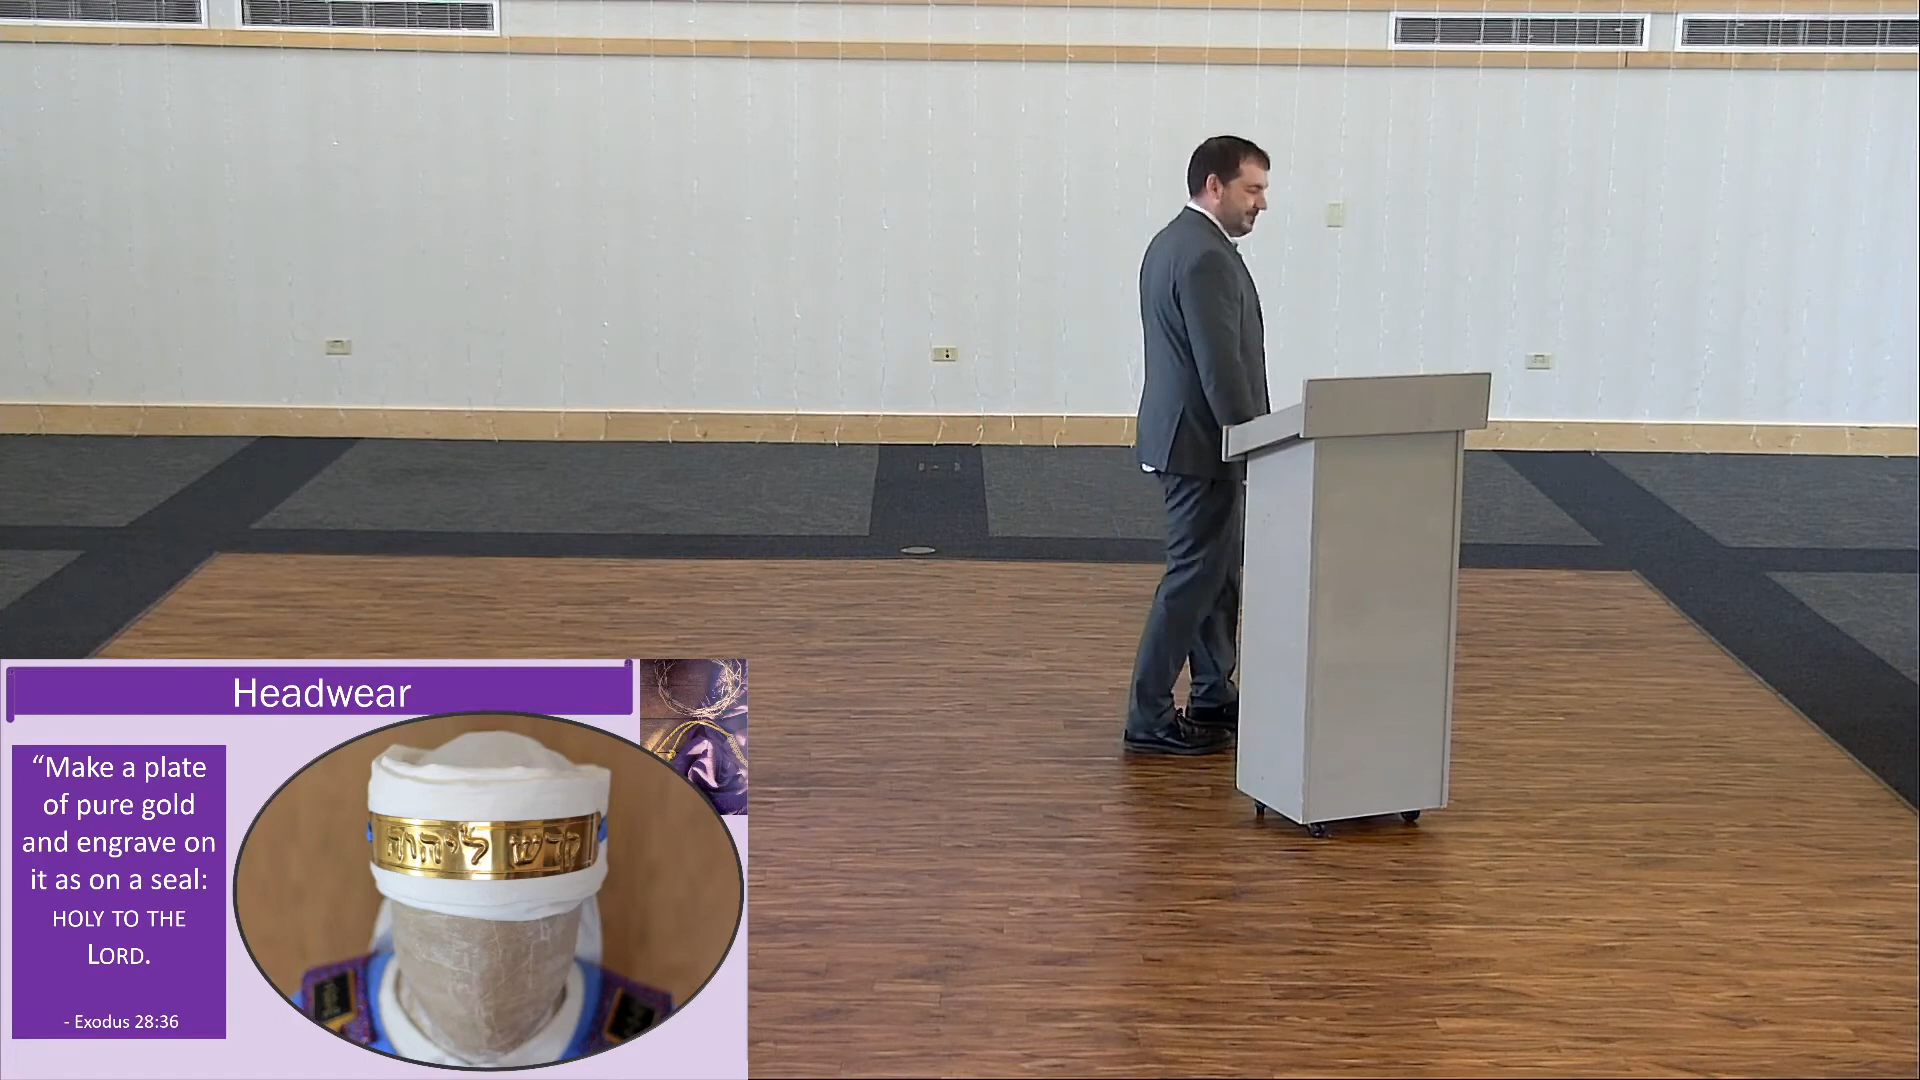 Headwear
“Make a plate
of pure gold
and engrave on
it as on a seal:
HOLY TO THE
LORD.
- Exodus 28:36
קדש ליהוה